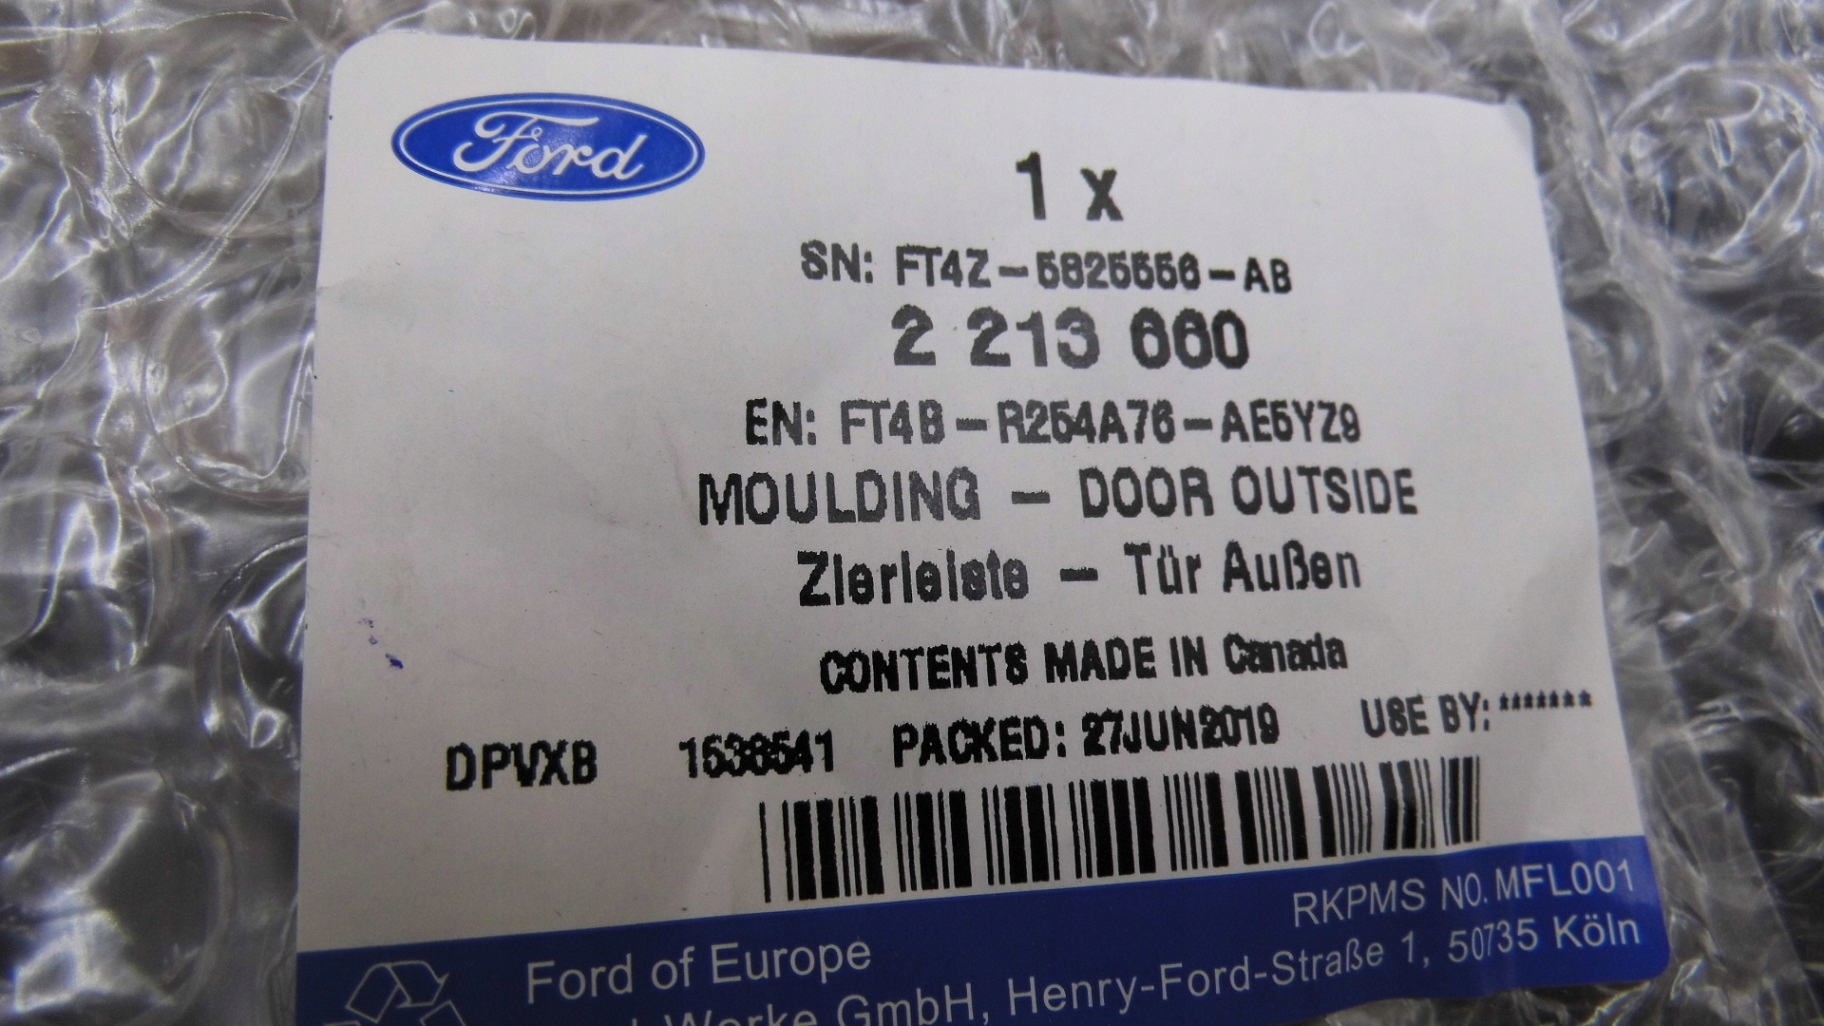 Ford
1 x
SN: FT4Z-5825556-AB
2 213 660
EN: FT4B-R254A76-AE5YZ9
MOULDING - DOOR OUTSIDE
Zierleiste - Tür Außen
CONTENTS MADE IN Canada
DPVXB 1538541 PACKED: 27JUN2019 USE BY: *******
RKPMS NO. MFL001
Ford of Europe
Werke GmbH, Henry-Ford-Straße 1, 50735 Köln